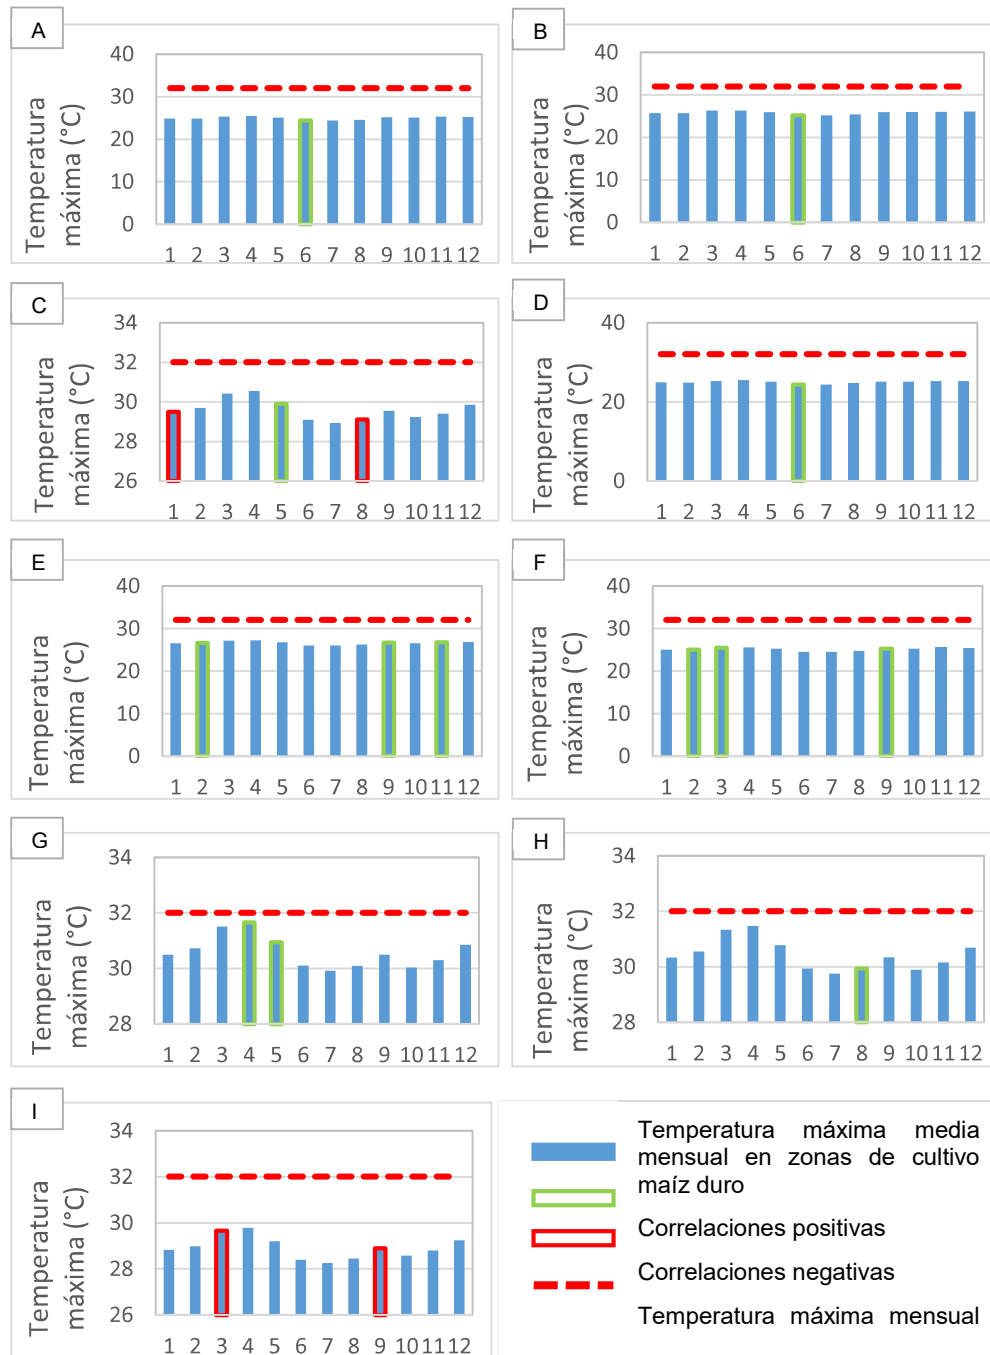 A
Temperatura
máxima (°C)
40
30
20
10
0
1 2 3 4 5 6 7 8 9 10 11 12
B
Temperatura
máxima (°C)
40
30
20
10
0
1 2 3 4 5 6 7 8 9 10 11 12
C
Temperatura
máxima (°C)
34
32
30
28
26
1 2 3 4 5 6 7 8 9 10 11 12
D
Temperatura
máxima (°C)
40
20
0
1 2 3 4 5 6 7 8 9 10 11 12
E
Temperatura
máxima (°C)
40
30
20
10
0
1 2 3 4 5 6 7 8 9 10 11 12
F
Temperatura
máxima (°C)
40
30
20
10
0
1 2 3 4 5 6 7 8 9 10 11 12
G
Temperatura
máxima (°C)
34
32
30
28
1 2 3 4 5 6 7 8 9 10 11 12
H
Temperatura
máxima (°C)
34
32
30
28
1 2 3 4 5 6 7 8 9 10 11 12
I
Temperatura
máxima (°C)
34
32
30
28
26
1 2 3 4 5 6 7 8 9 10 11 12
Temperatura máxima media
mensual en zonas de cultivo
maíz duro
Correlaciones positivas
Correlaciones negativas
Temperatura máxima mensual